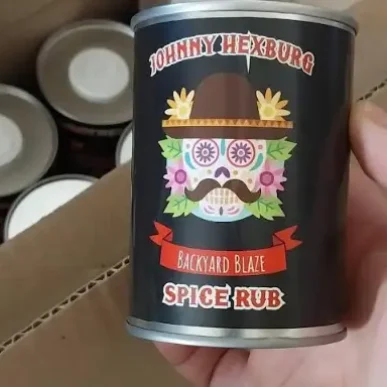 JOHNNY HEXBURG
BACKYARD BLAZE
SPICE RUB